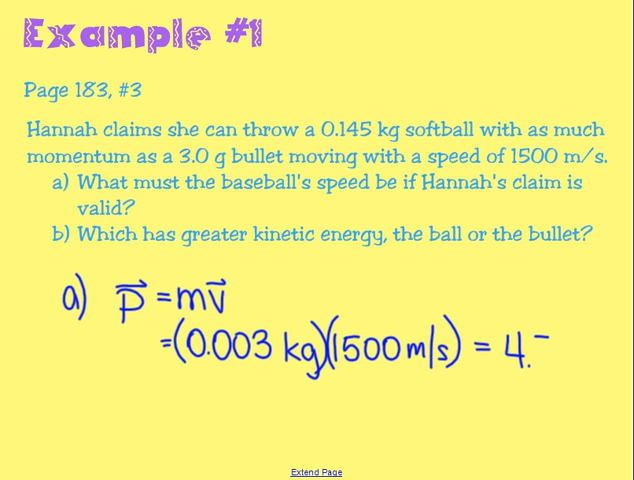 Example #1
Page 183, #3
Hannah claims she can throw a 0.145 kg softball with as much
momentum as a 3.0 g bullet moving with a speed of 1500 m/s.
a) What must the baseball's speed be if Hannah's claim is
valid?
b) Which has greater kinetic energy, the ball or the bullet?
a) p⃗ = mv⃗
=(0.003 kg)(1500 m/s) = 4.
Extend Page